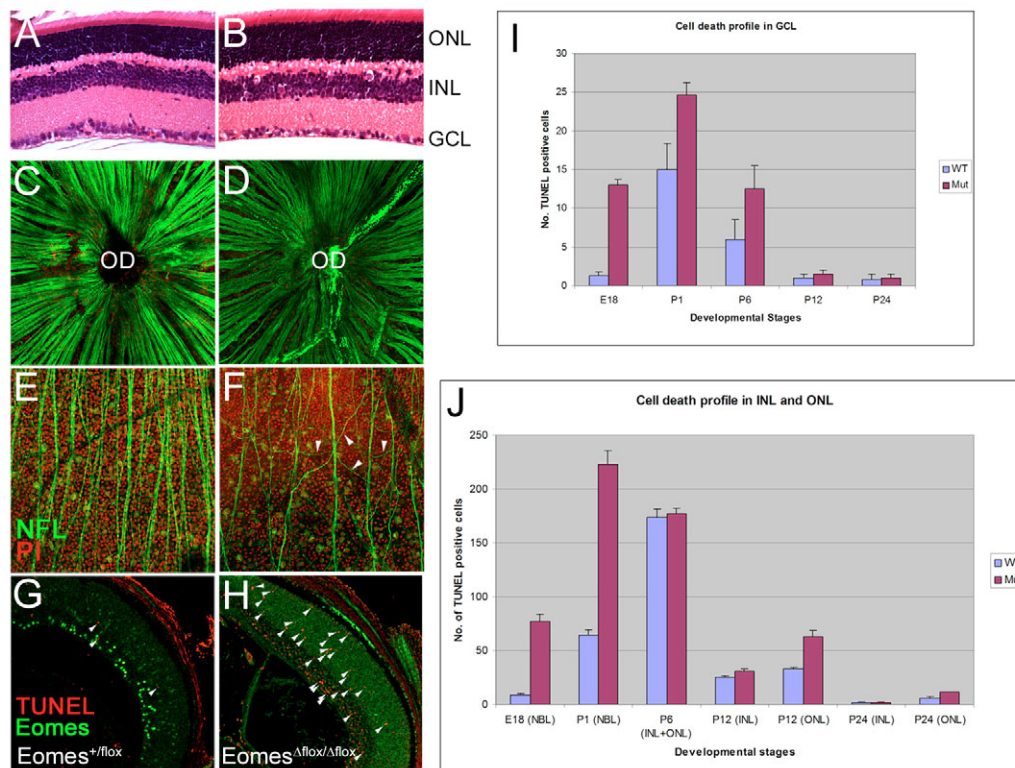 A
B
ONL
INL
GCL
C
OD
D
OD
E
NFL
PI
F
G
TUNEL
Eomes
Eomes+/flox
H
EomesΔflox/Δflox
I
Cell death profile in GCL
No. TUNEL positive cells
30
25
20
15
10
5
0
E18
P1
P6
P12
P24
Developmental Stages
WT
Mut
J
Cell death profile in INL and ONL
No. of TUNEL positive cells
250
200
150
100
50
0
E18 (NBL)
P1 (NBL)
P6
(INL+ONL)
P12 (INL)
P12 (ONL)
P24 (INL)
P24 (ONL)
Developmental stages